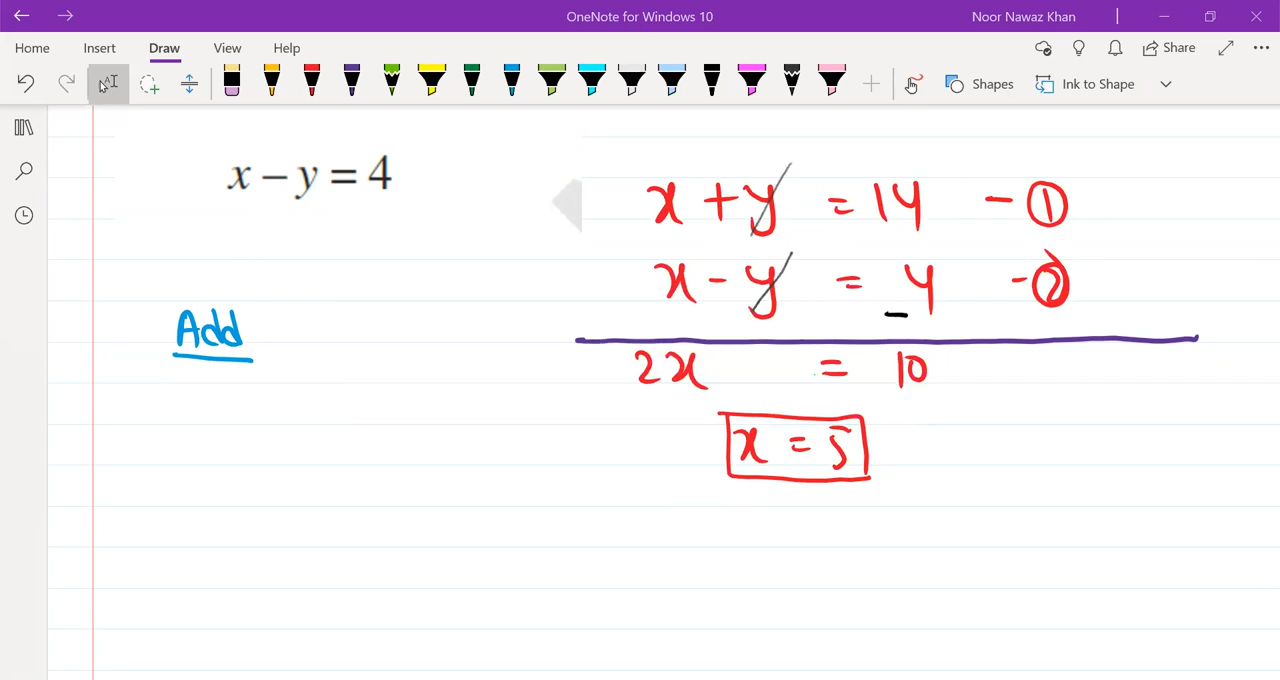 OneNote for Windows 10
Noor Nawaz Khan
Home Insert Draw View Help
Share
Shapes
Ink to Shape
x − y = 4
x + y = 14 - ①
x - y = 4 - ②
Add
2x = 10
x = 5